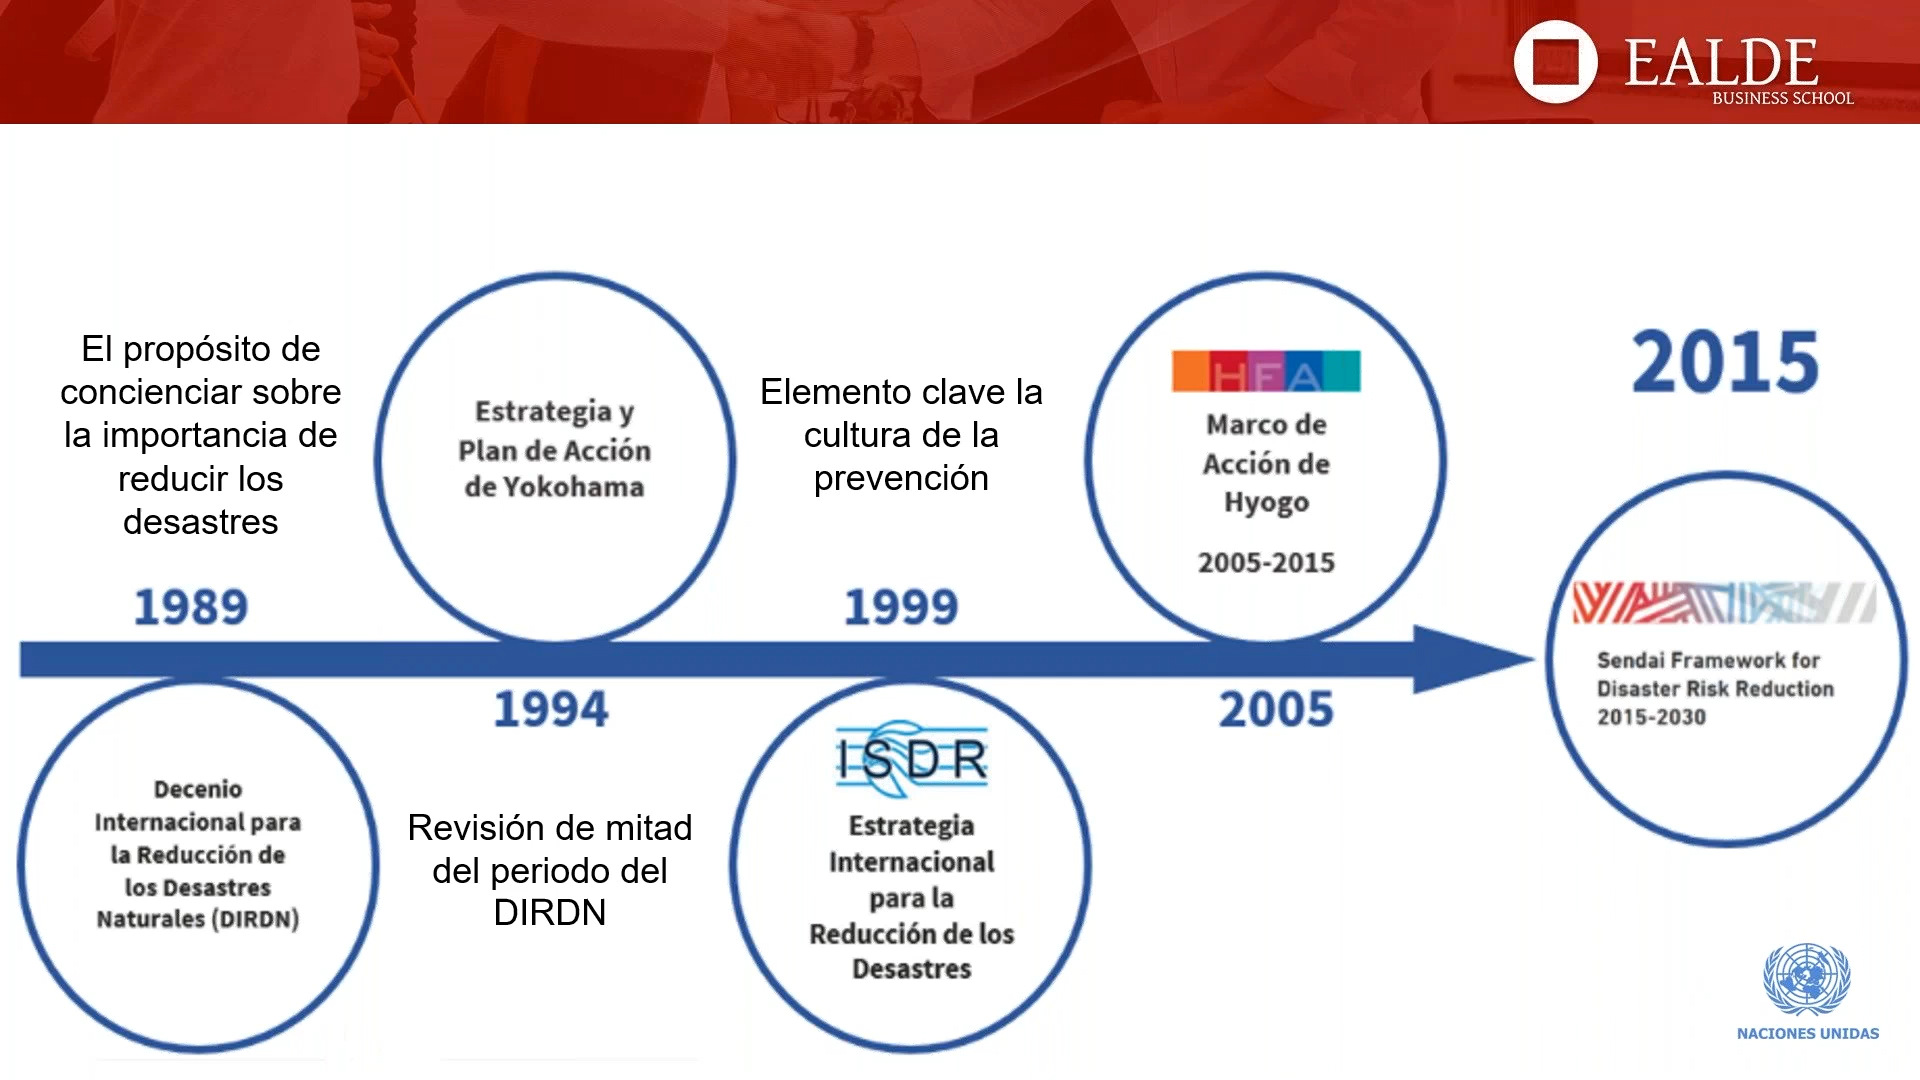 EALDE
BUSINESS SCHOOL
El propósito de
concienciar sobre
la importancia de
reducir los
desastres
1989
Decenio
Internacional para
la Reducción de
los Desastres
Naturales (DIRDN)
Estrategia y
Plan de Acción
de Yokohama
1994
Revisión de mitad
del periodo del
DIRDN
Elemento clave la
cultura de la
prevención
1999
ISDR
Estrategia
Internacional
para la
Reducción de los
Desastres
HFA
Marco de
Acción de
Hyogo
2005-2015
2005
2015
Sendai Framework for
Disaster Risk Reduction
2015-2030
NACIONES UNIDAS